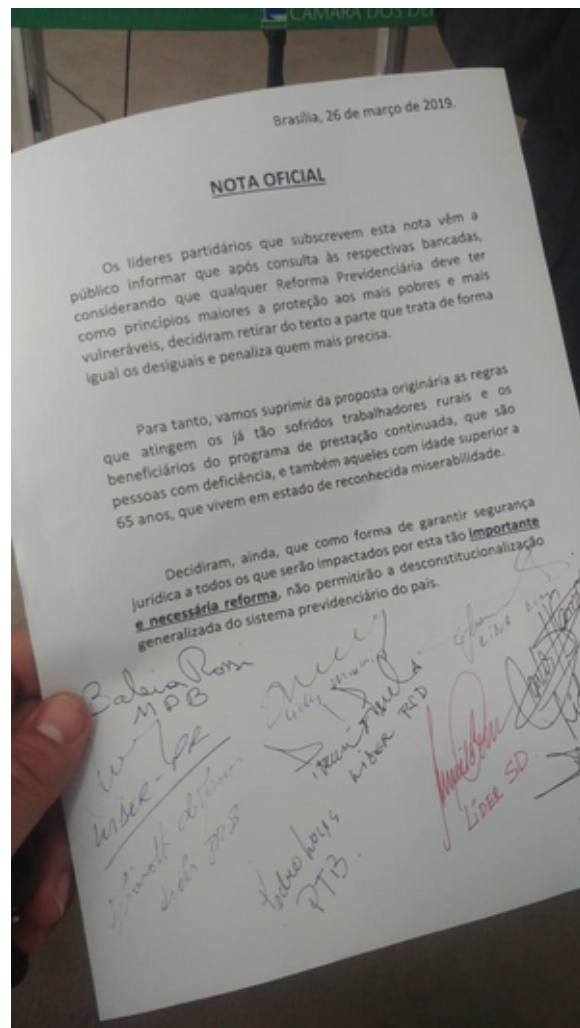 CÂMARA DOS DEP
Brasília, 26 de março de 2019.
NOTA OFICIAL
Os líderes partidários que subscrevem esta nota vêm a
público informar que após consulta às respectivas bancadas,
considerando que qualquer Reforma Previdenciária deve ter
como princípios maiores a proteção aos mais pobres e mais
vulneráveis, decidiram retirar do texto a parte que trata de forma
igual os desiguais e penaliza quem mais precisa.
Para tanto, vamos suprimir da proposta originária as regras
que atingem os já tão sofridos trabalhadores rurais e os
beneficiários do programa de prestação continuada, que são
pessoas com deficiência, e também aqueles com idade superior a
65 anos, que vivem em estado de reconhecida miserabilidade.
Decidiram, ainda, que como forma de garantir segurança
jurídica a todos os que serão impactados por esta tão importante
e necessária reforma, não permitirão a desconstitucionalização
generalizada do sistema previdenciário do país.
Baleia Rossi
MDB
LÍDER - PR
LÍDER
LÍDER SD
Pedro Lucas
PTB